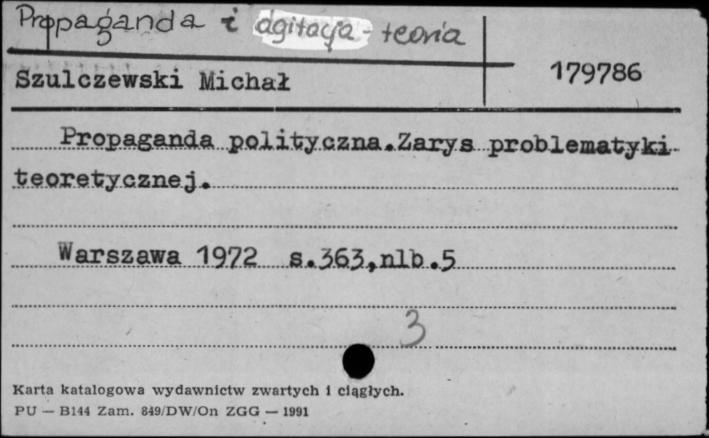 Propaganda i agitacja - teoria
Szulczewski Michał
179786
Propaganda polityczna.Zarys problematyki
teoretycznej.
Warszawa 1972 s.363,nlb.5
3
Karta katalogowa wydawnictw zwartych i ciągłych.
PU — B144 Zam. 849/DW/On ZGG — 1991